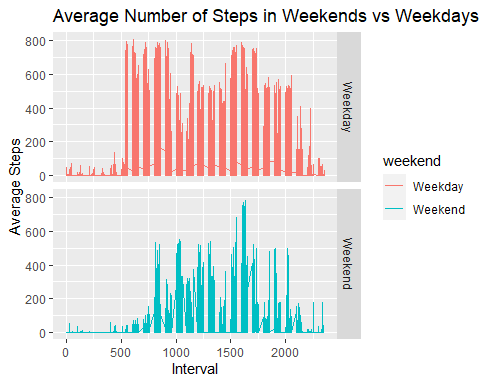 Average Number of Steps in Weekends vs Weekdays
Average Steps
800
600
400
200
0
Weekday
800
600
400
200
0
Weekend
0
500
1000
1500
2000
Interval
weekend
Weekday
Weekend